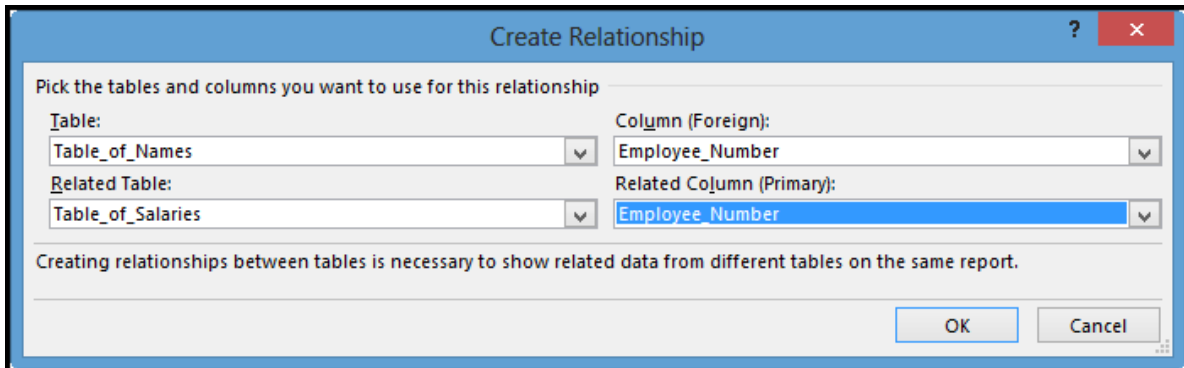 Create Relationship
?
Pick the tables and columns you want to use for this relationship
Table:
Column (Foreign):
Table_of_Names
Employee_Number
Related Table:
Related Column (Primary):
Table_of_Salaries
Employee_Number
Creating relationships between tables is necessary to show related data from different tables on the same report.
OK
Cancel